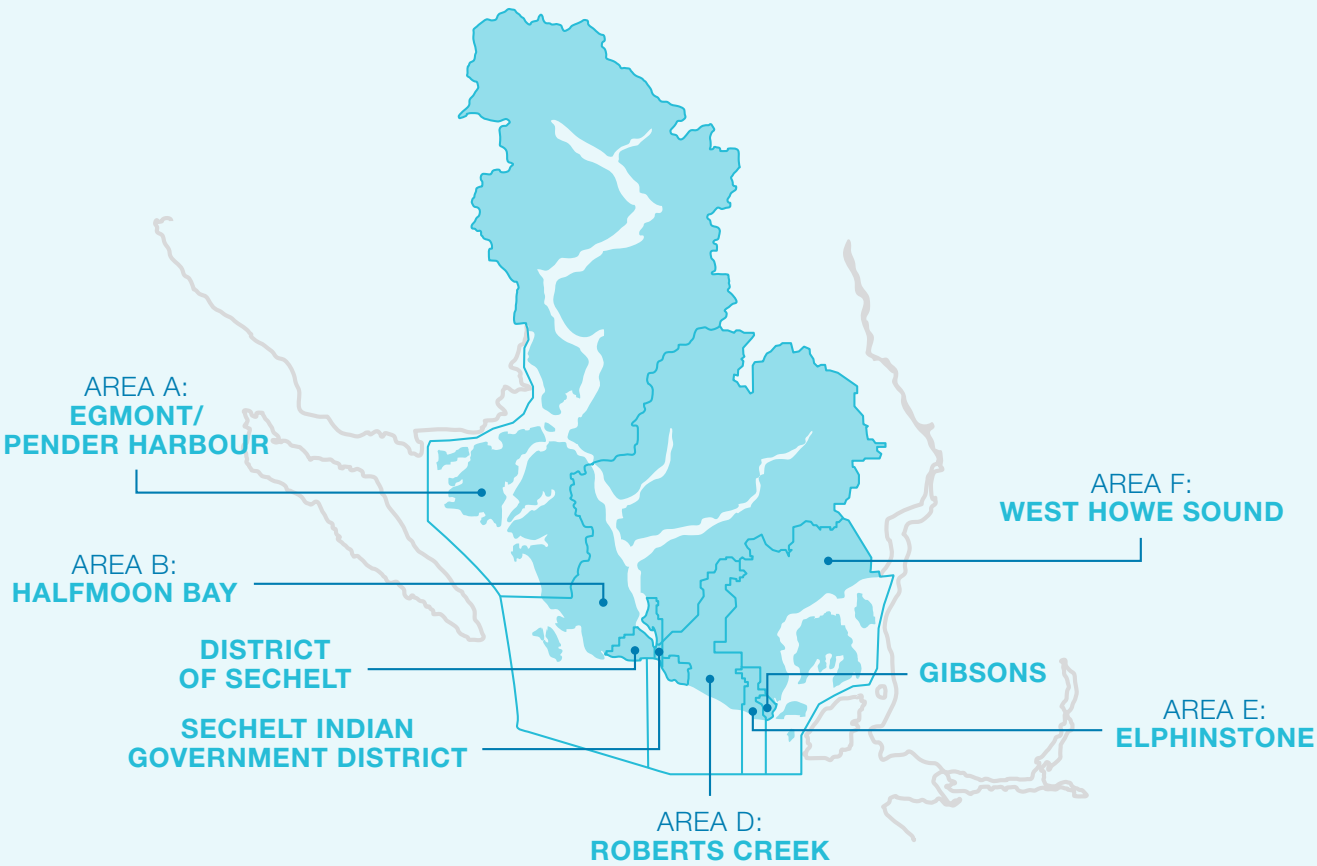 AREA A:
EGMONT/
PENDER HARBOUR
AREA B:
HALFMOON BAY
DISTRICT
OF SECHELT
SECHELT INDIAN
GOVERNMENT DISTRICT
AREA D:
ROBERTS CREEK
AREA F:
WEST HOWE SOUND
GIBSONS
AREA E:
ELPHINSTONE